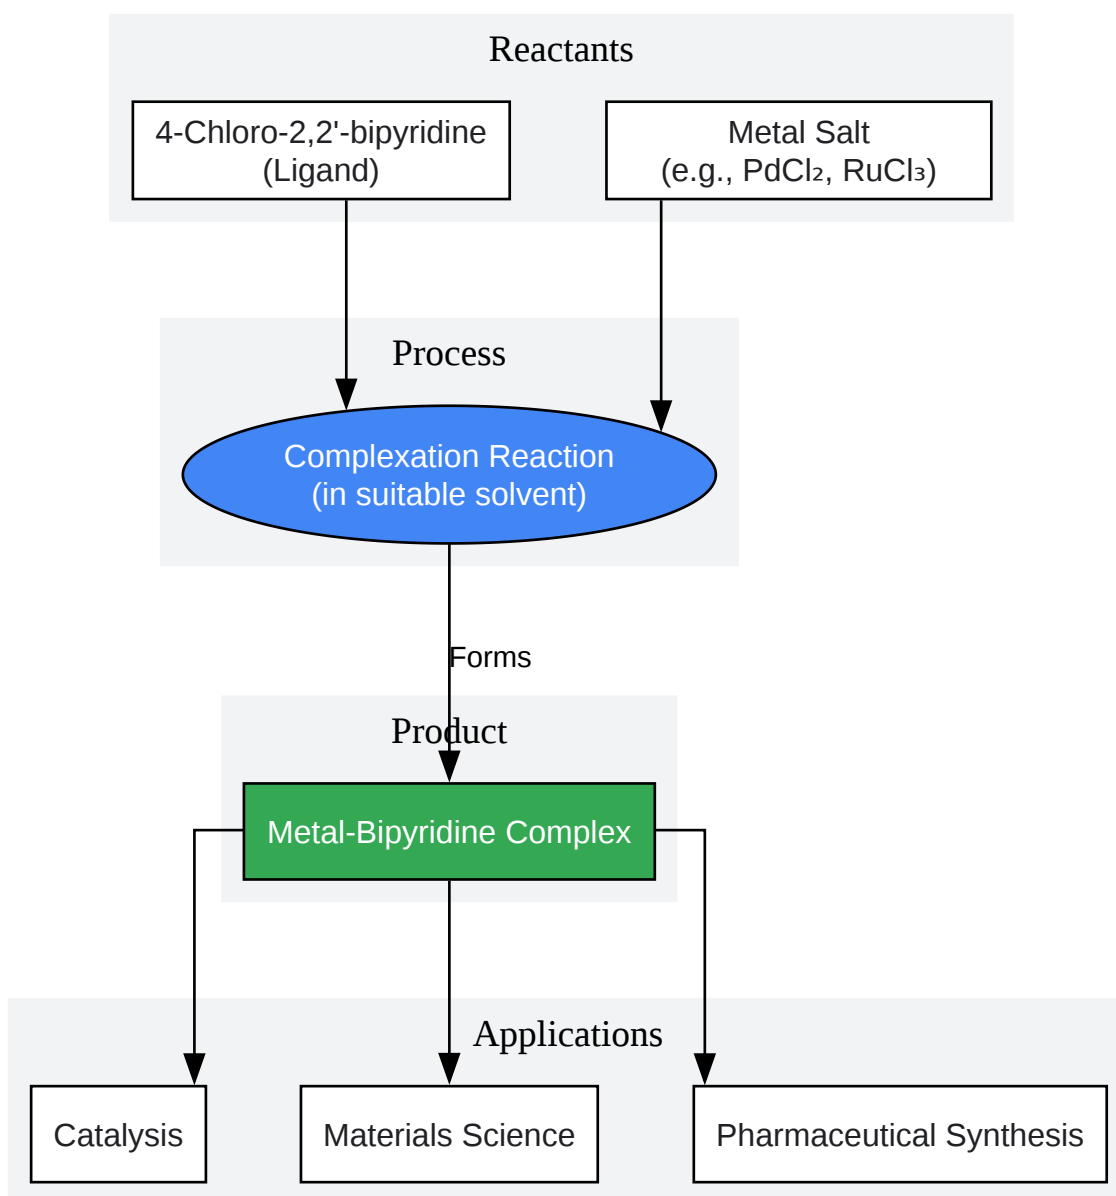 Reactants
4-Chloro-2,2'-bipyridine
(Ligand)
Metal Salt
(e.g., PdCl₂, RuCl₃)
Process
Complexation Reaction
(in suitable solvent)
Forms
Product
Metal-Bipyridine Complex
Applications
Catalysis
Materials Science
Pharmaceutical Synthesis